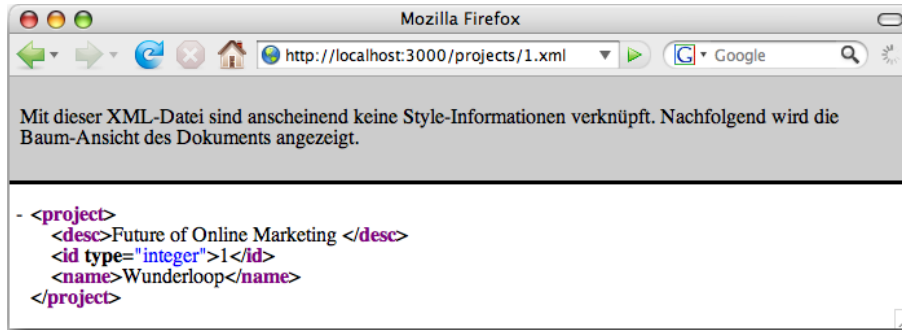 Mozilla Firefox
http://localhost:3000/projects/1.xml
G Google
Mit dieser XML-Datei sind anscheinend keine Style-Informationen verknüpft. Nachfolgend wird die
Baum-Ansicht des Dokuments angezeigt.
- <project>
<desc>Future of Online Marketing </desc>
<id type="integer">1</id>
<name>Wunderloop</name>
</project>